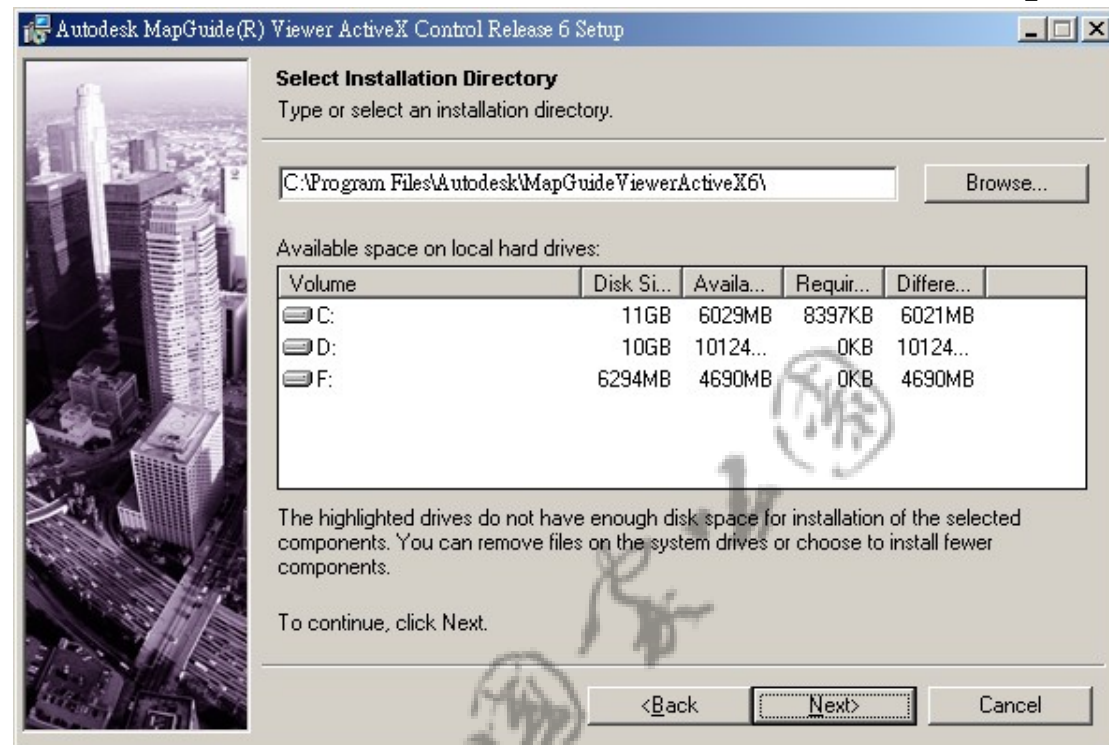 Autodesk MapGuide(R) Viewer ActiveX Control Release 6 Setup
Select Installation Directory
Type or select an installation directory.
C:\Program Files\Autodesk\MapGuideViewerActiveX6\ Browse...
Available space on local hard drives:
Volume Disk Si... Availa... Requir... Differe...
C: 11GB 6029MB 8397KB 6021MB
D: 10GB 10124... 0KB 10124...
F: 6294MB 4690MB 0KB 4690MB
The highlighted drives do not have enough disk space for installation of the selected
components. You can remove files on the system drives or choose to install fewer
components.
To continue, click Next.
<Back Next> Cancel